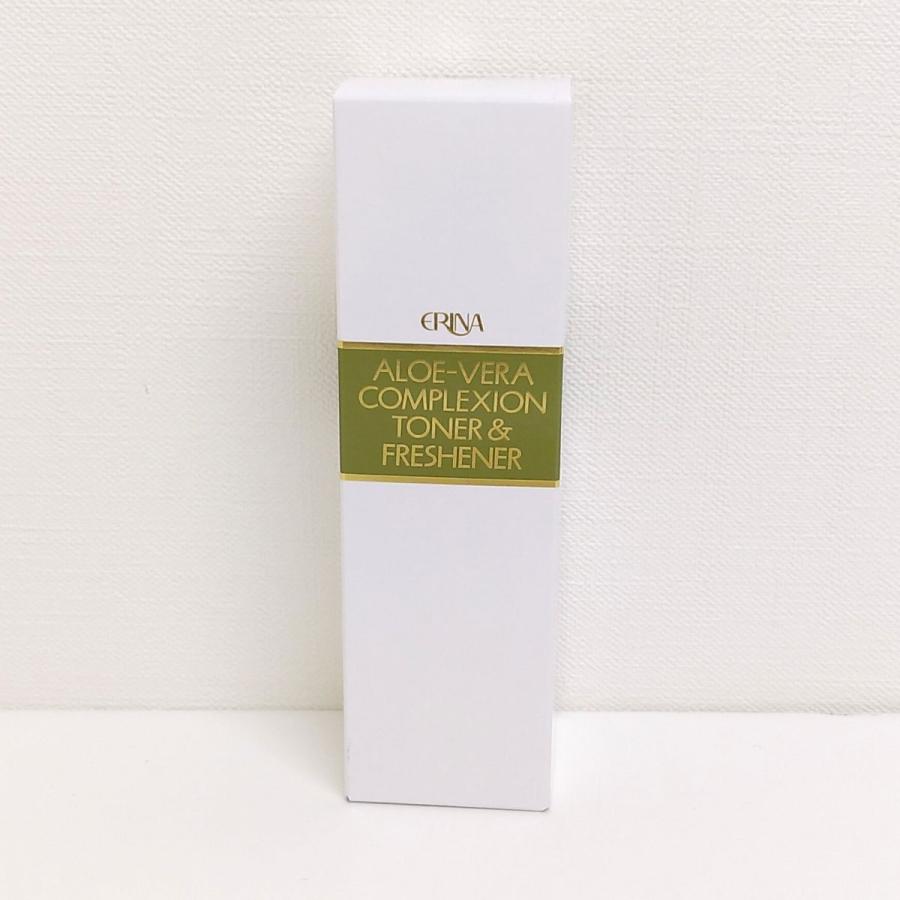 ERINA
ALOE-VERA
COMPLEXION
TONER &
FRESHENER